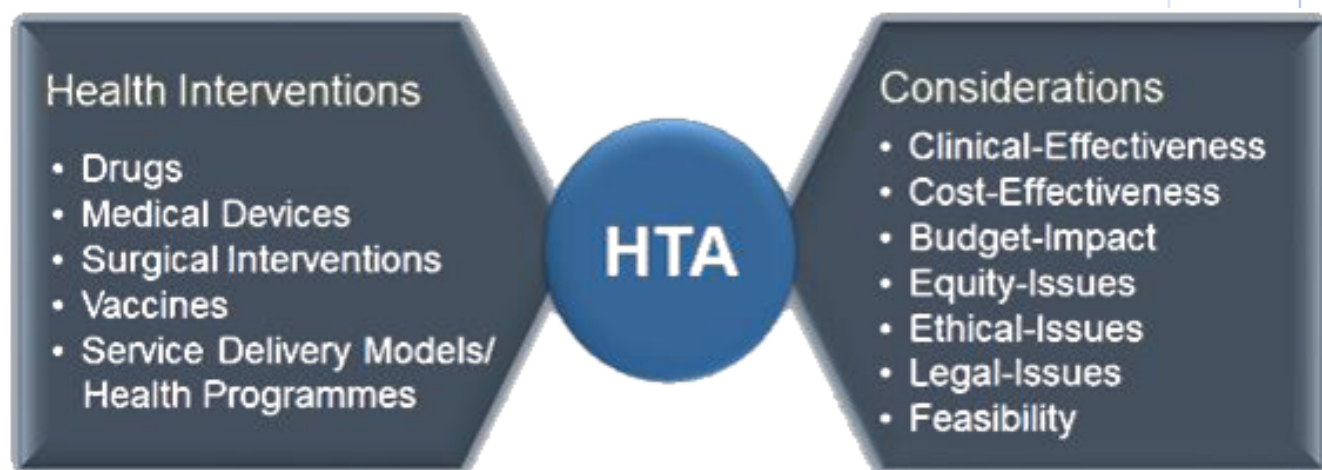 Health Interventions
• Drugs
• Medical Devices
• Surgical Interventions
• Vaccines
• Service Delivery Models/
Health Programmes
HTA
Considerations
• Clinical-Effectiveness
• Cost-Effectiveness
• Budget-Impact
• Equity-Issues
• Ethical-Issues
• Legal-Issues
• Feasibility